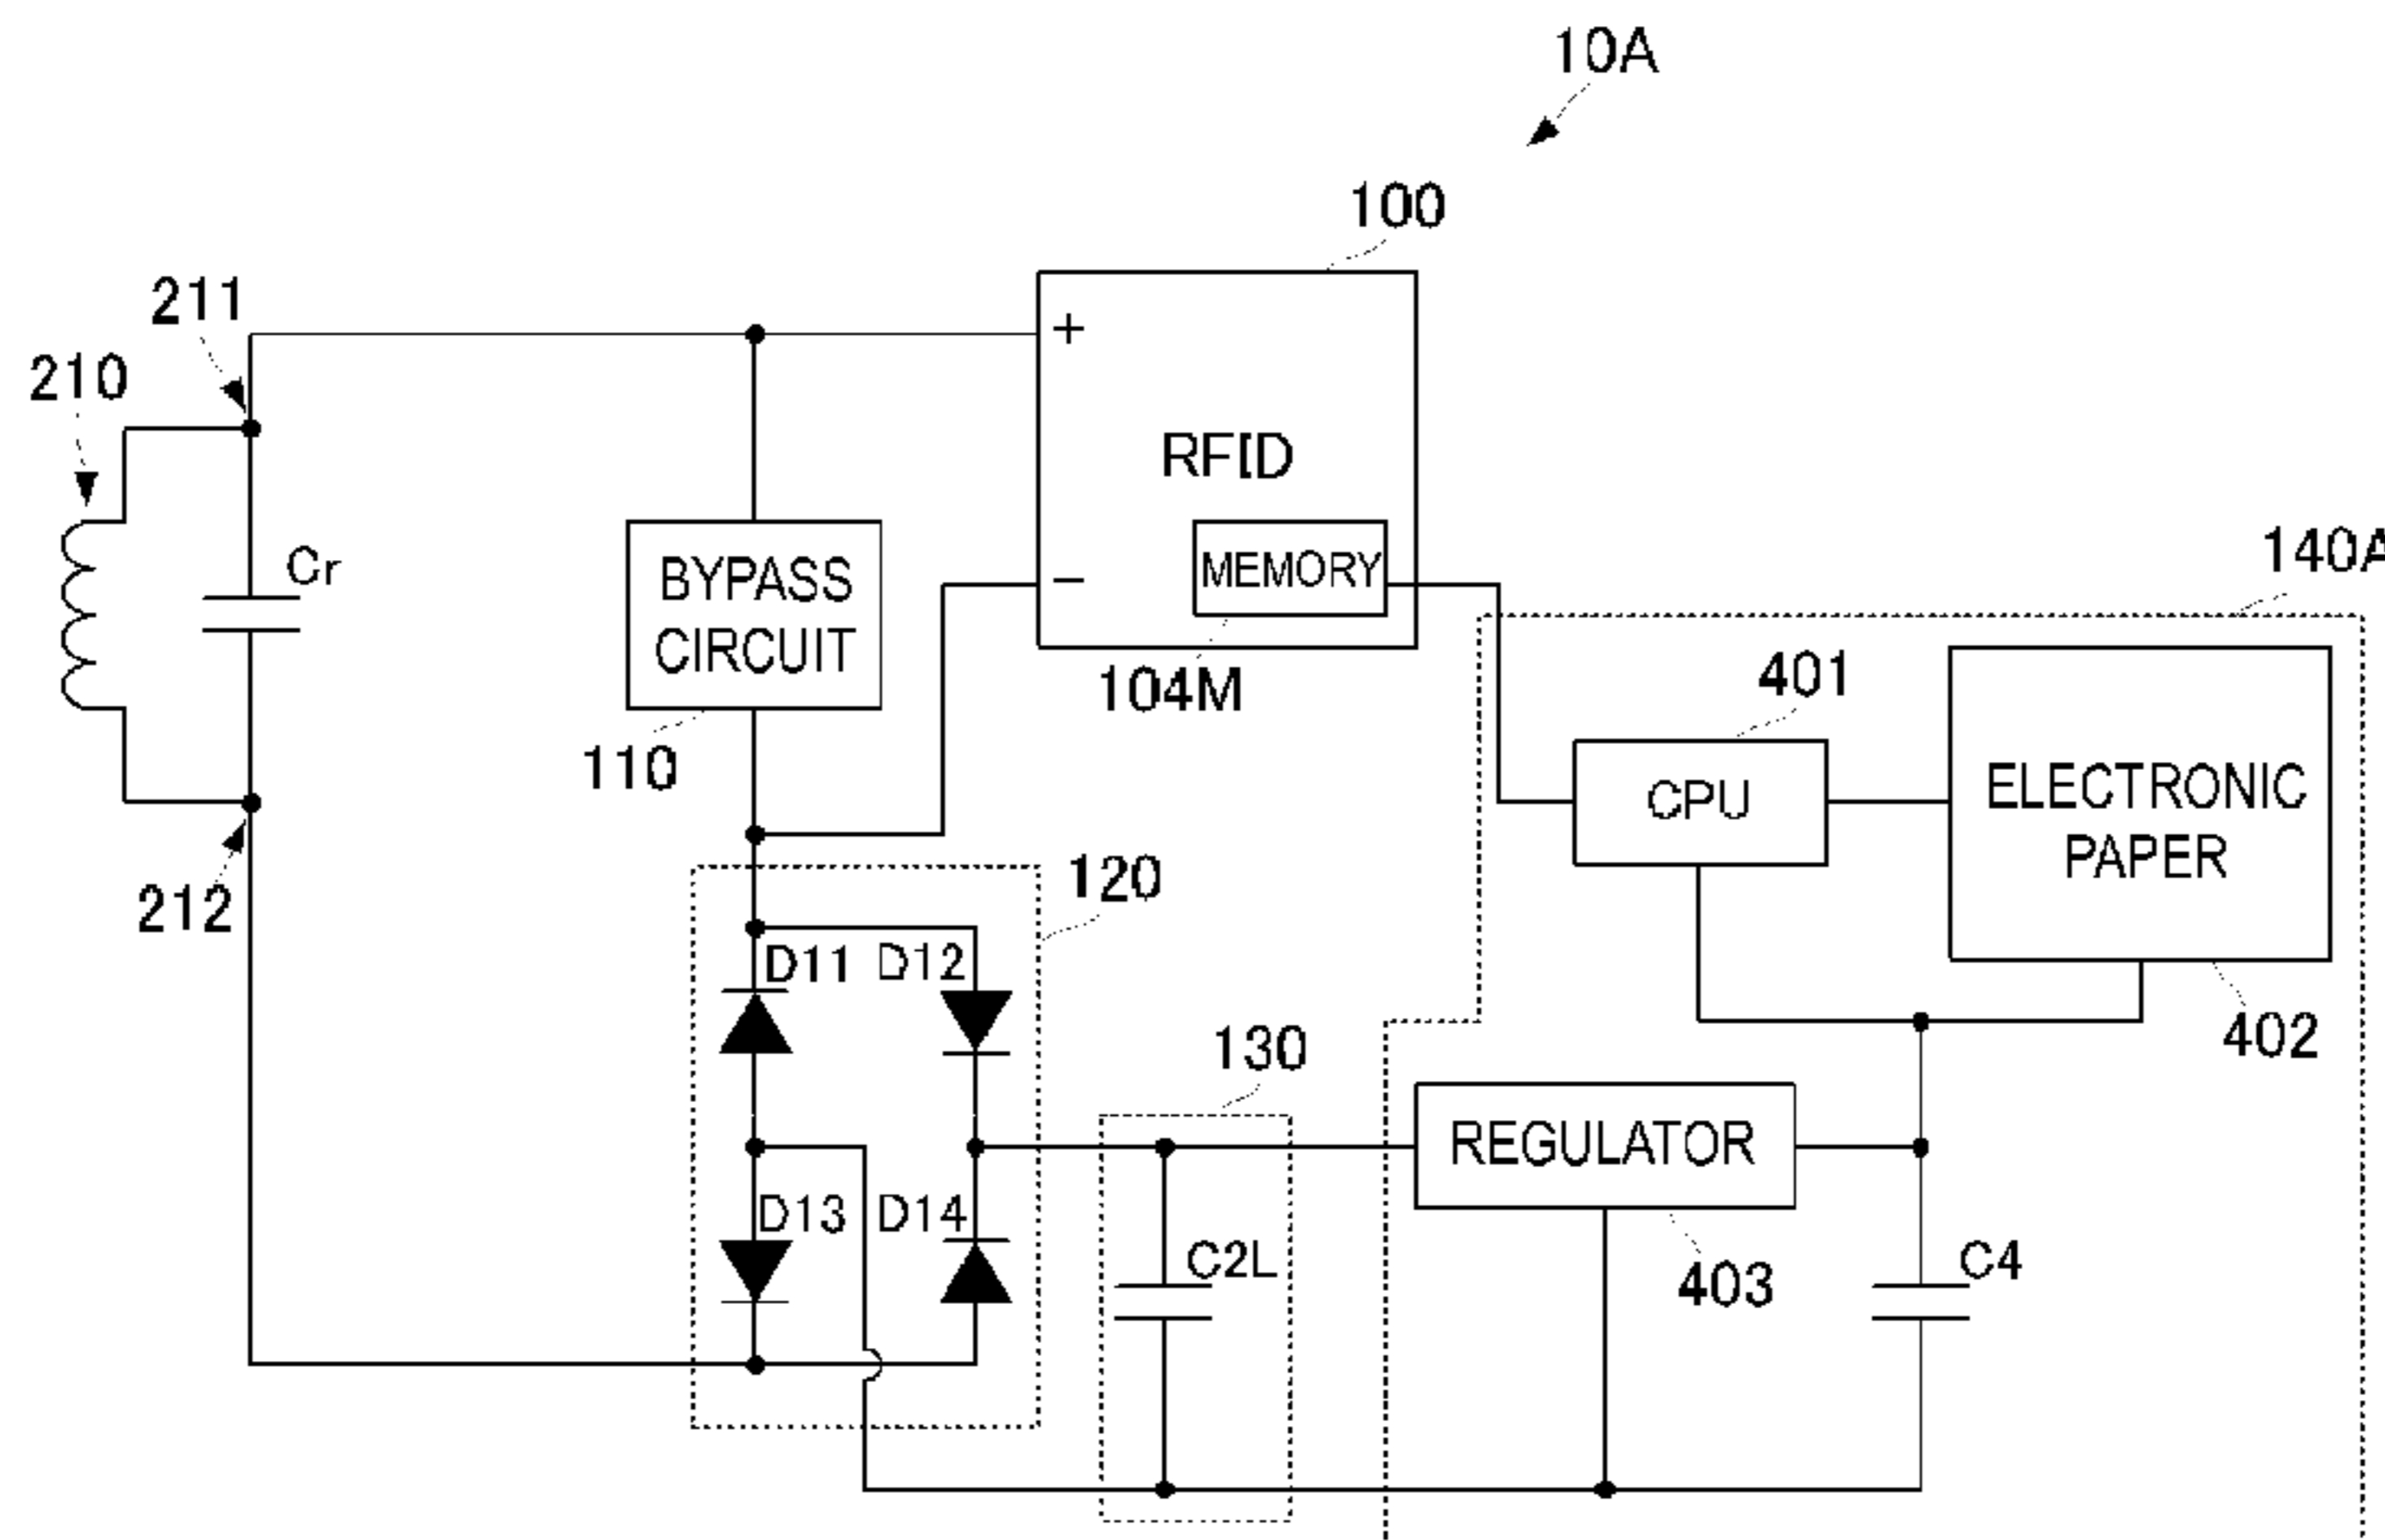 10A
100
211
+
210
RFID
Cr
BYPASS
CIRCUIT
−
MEMORY
140A
104M
401
110
CPU
ELECTRONIC
PAPER
120
212
D11
D12
130
402
REGULATOR
D13
D14
C2L
403
C4